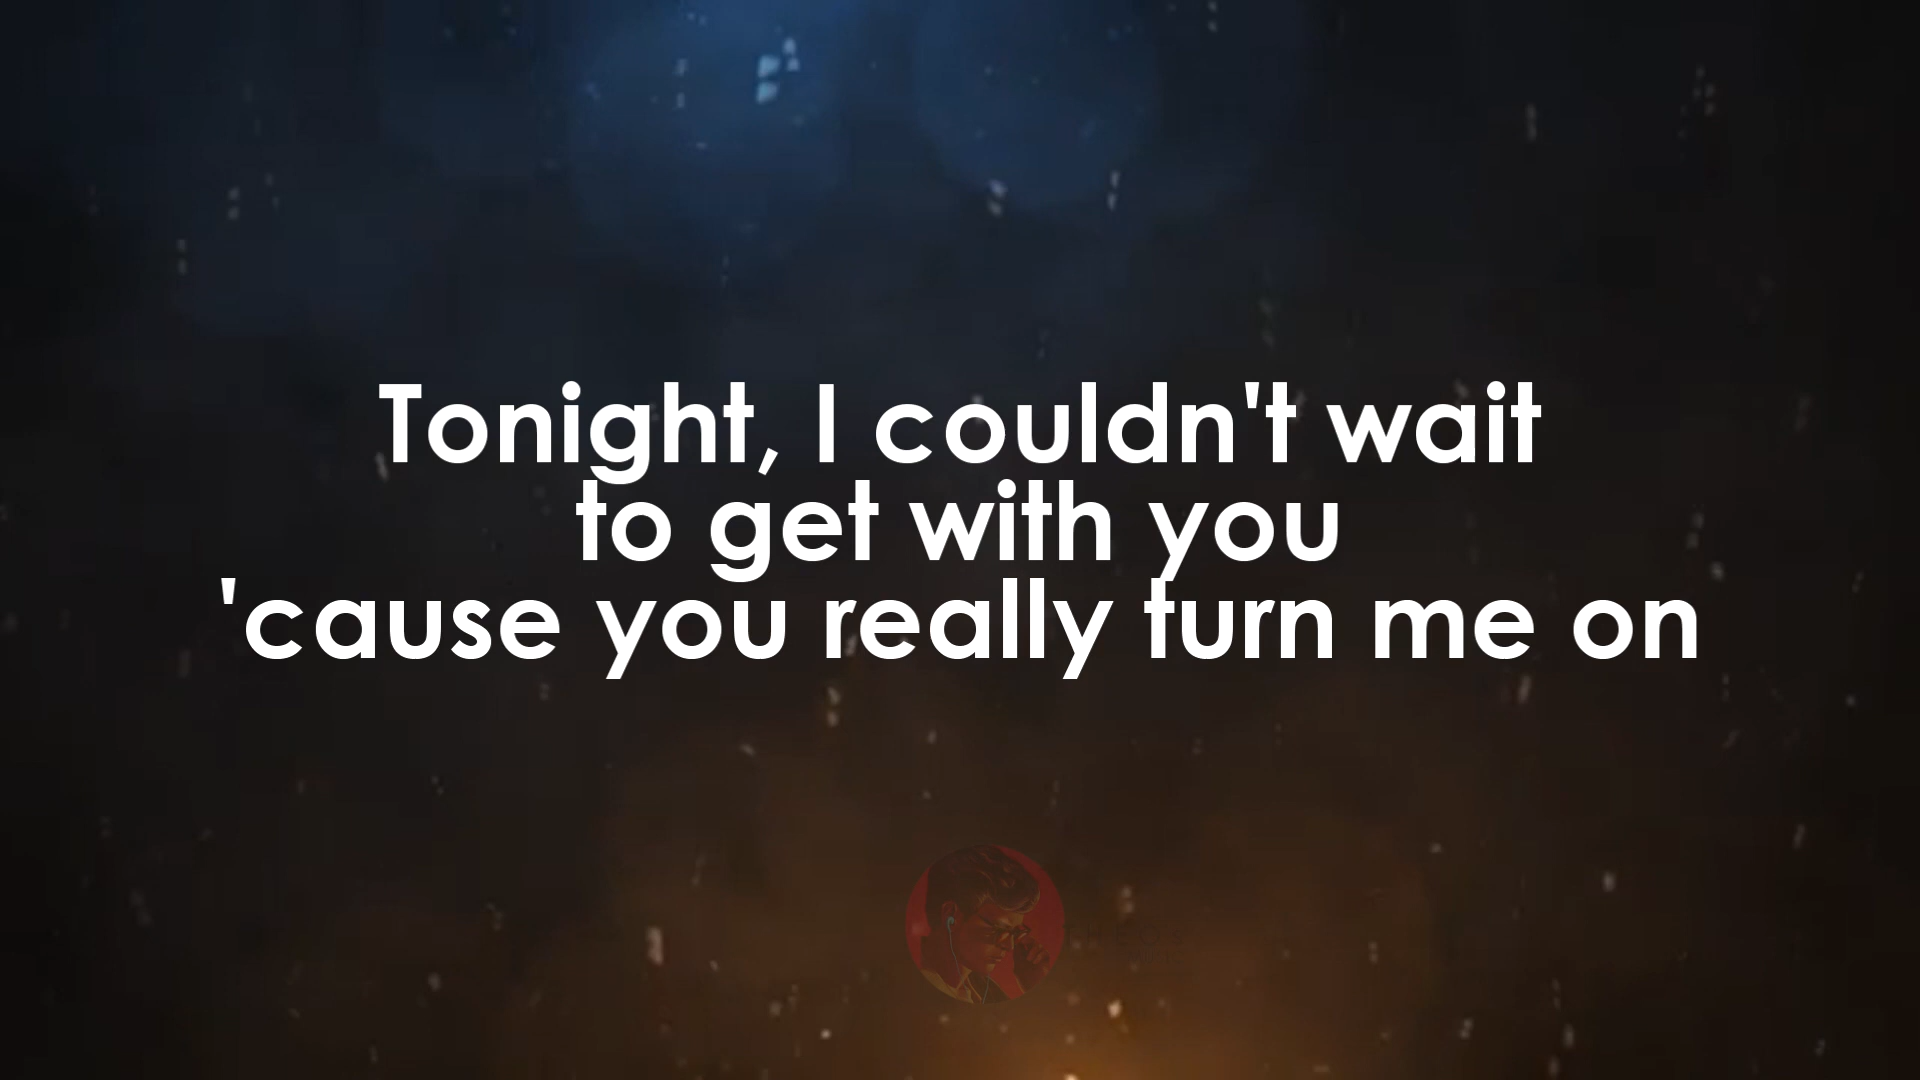 Tonight, I couldn't wait
to get with you
'cause you really turn me on